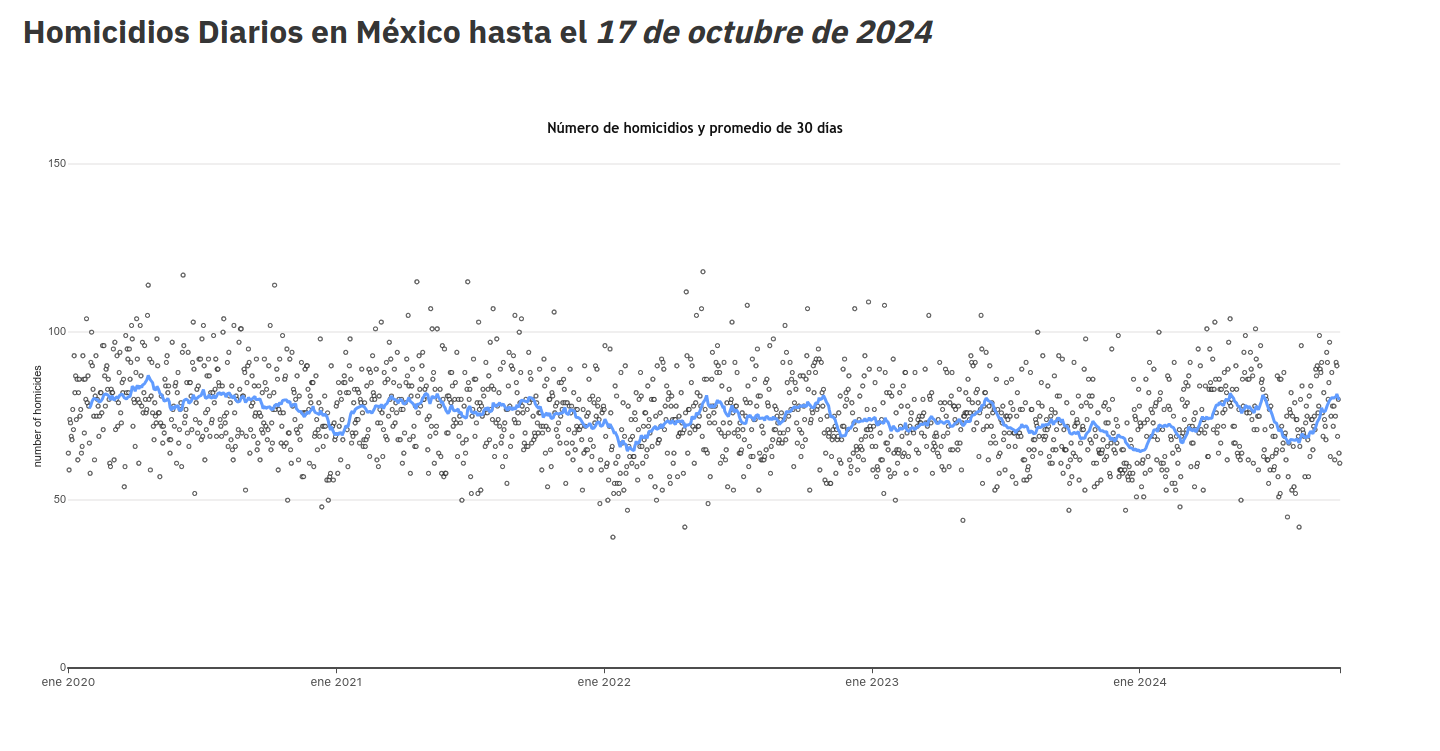 Homicidios Diarios en México hasta el 17 de octubre de 2024
Número de homicidios y promedio de 30 días
150
100
50
0
number of homicides
ene 2020
ene 2021
ene 2022
ene 2023
ene 2024